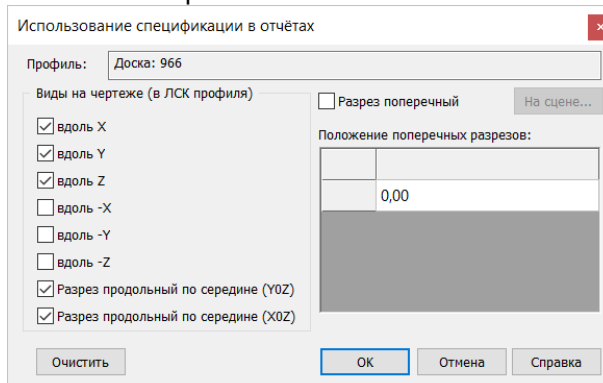 Использование спецификации в отчётах
Профиль: Доска: 966
Виды на чертеже (в ЛСК профиля)
вдоль X
вдоль Y
вдоль Z
вдоль -X
вдоль -Y
вдоль -Z
Разрез продольный по середине (Y0Z)
Разрез продольный по середине (X0Z)
Разрез поперечный
На сцене...
Положение поперечных разрезов:
0,00
Очистить
ОК
Отмена
Справка